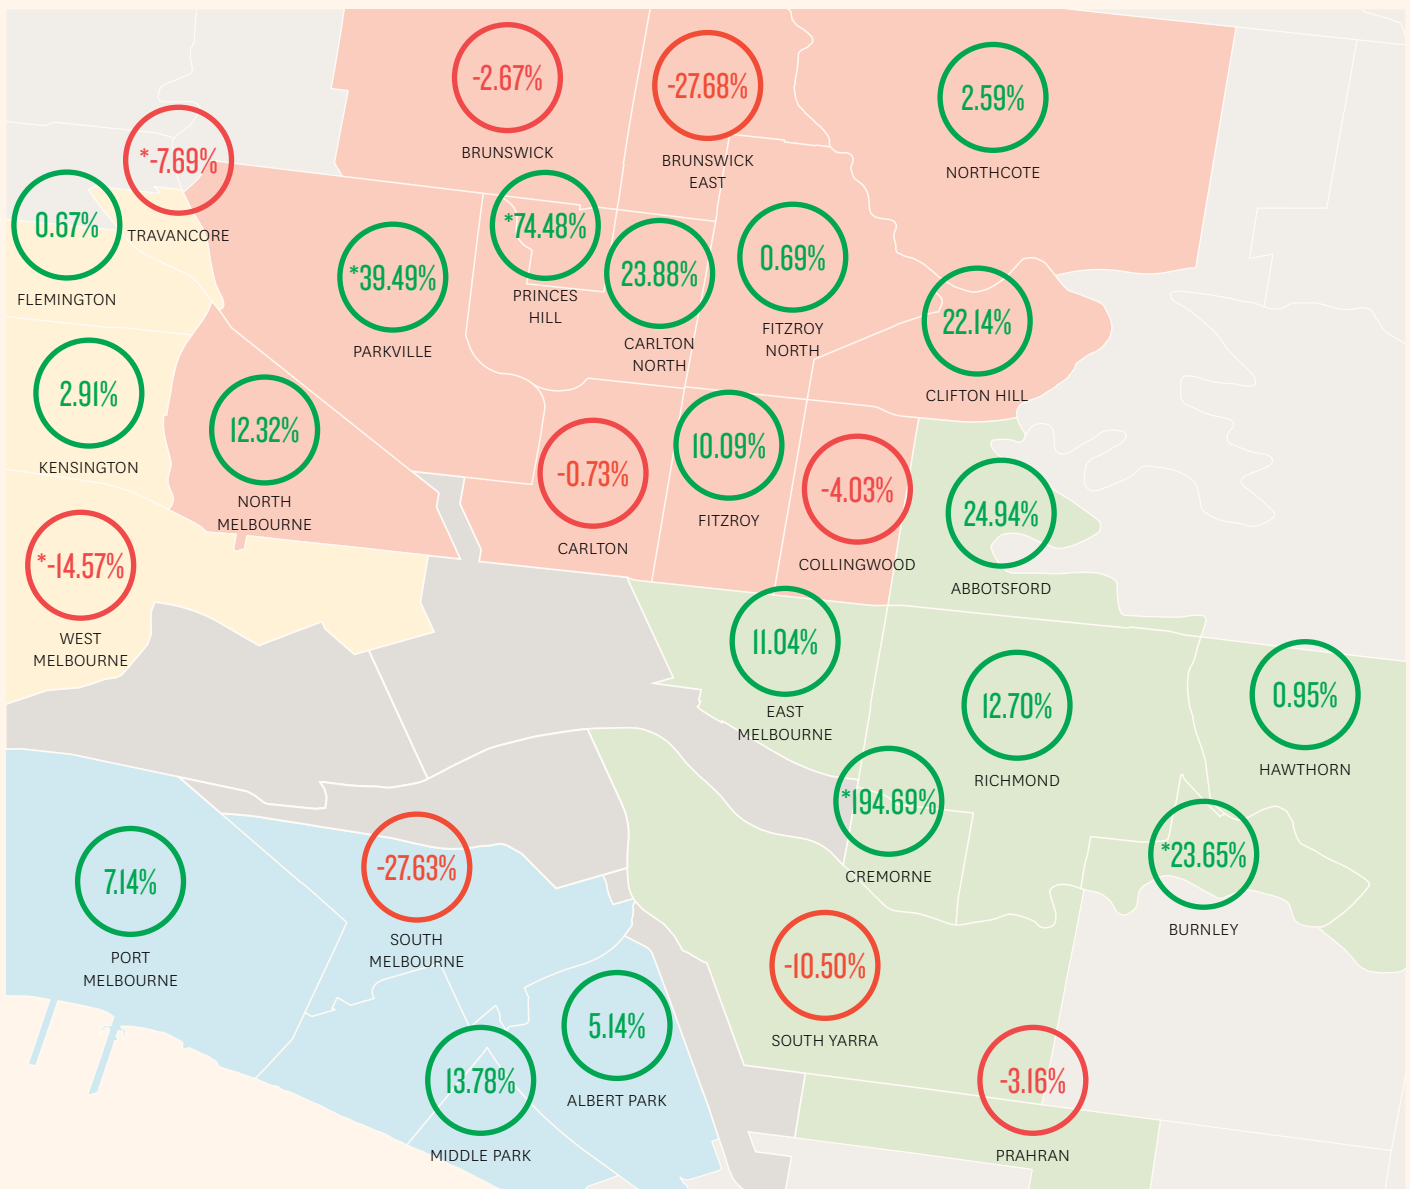 -2.67%
BRUNSWICK
-27.68%
BRUNSWICK
EAST
2.59%
NORTHCOTE
*-7.69%
TRAVANCORE
0.67%
FLEMINGTON
*39.49%
PARKVILLE
*74.48%
PRINCES
HILL
23.88%
CARLTON
NORTH
0.69%
FITZROY
NORTH
22.14%
CLIFTON HILL
2.91%
KENSINGTON
12.32%
NORTH
MELBOURNE
-0.73%
CARLTON
10.09%
FITZROY
-4.03%
COLLINGWOOD
24.94%
ABBOTSFORD
*-14.57%
WEST
MELBOURNE
11.04%
EAST
MELBOURNE
12.70%
RICHMOND
0.95%
HAWTHORN
*194.69%
CREMORNE
*23.65%
BURNLEY
7.14%
PORT
MELBOURNE
-27.63%
SOUTH
MELBOURNE
-10.50%
SOUTH YARRA
5.14%
ALBERT PARK
13.78%
MIDDLE PARK
-3.16%
PRAHRAN